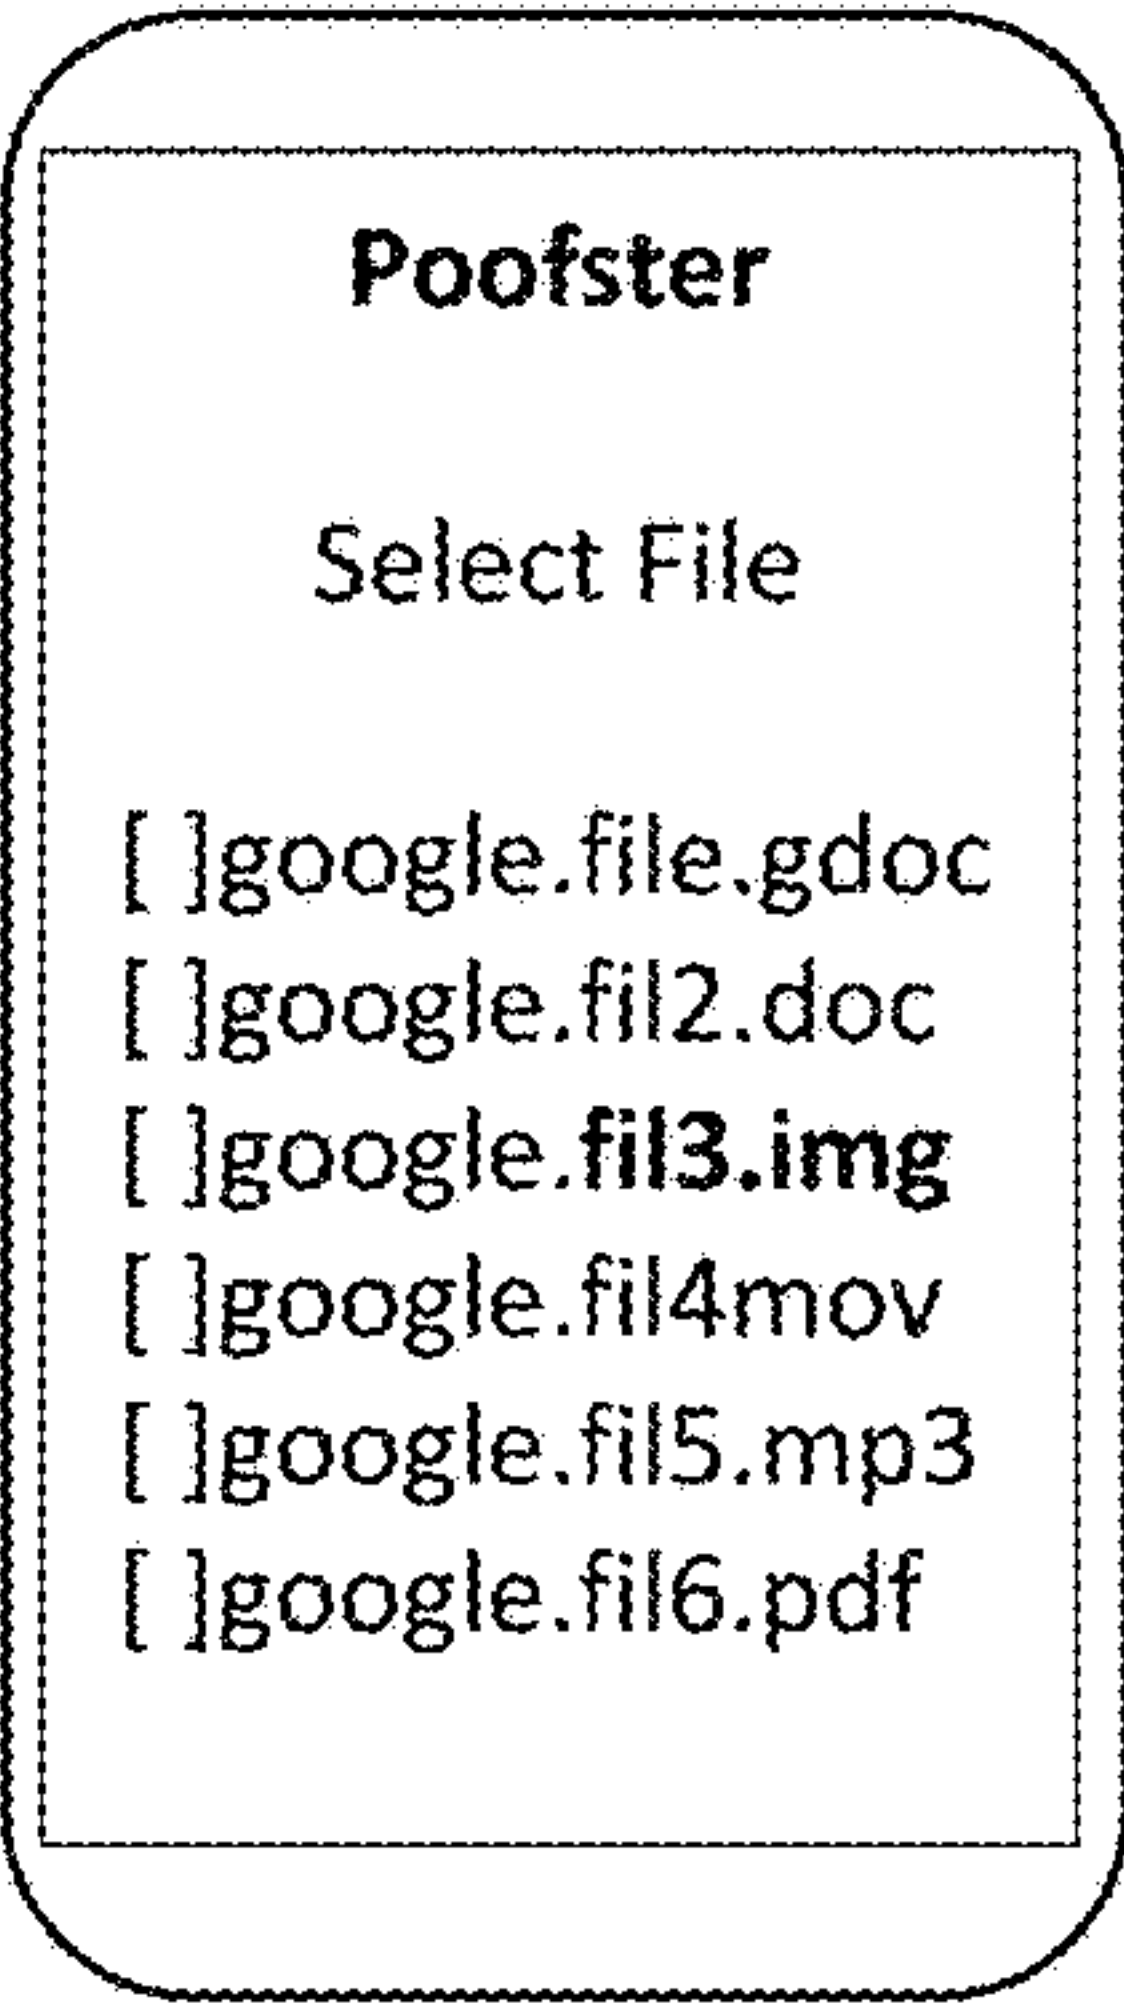 Poofster
Select File
[ ]google.file.gdoc
[ ]google.fil2.doc
[ ]google.fil3.img
[ ]google.fil4mov
[ ]google.fil5.mp3
[ ]google.fil6.pdf